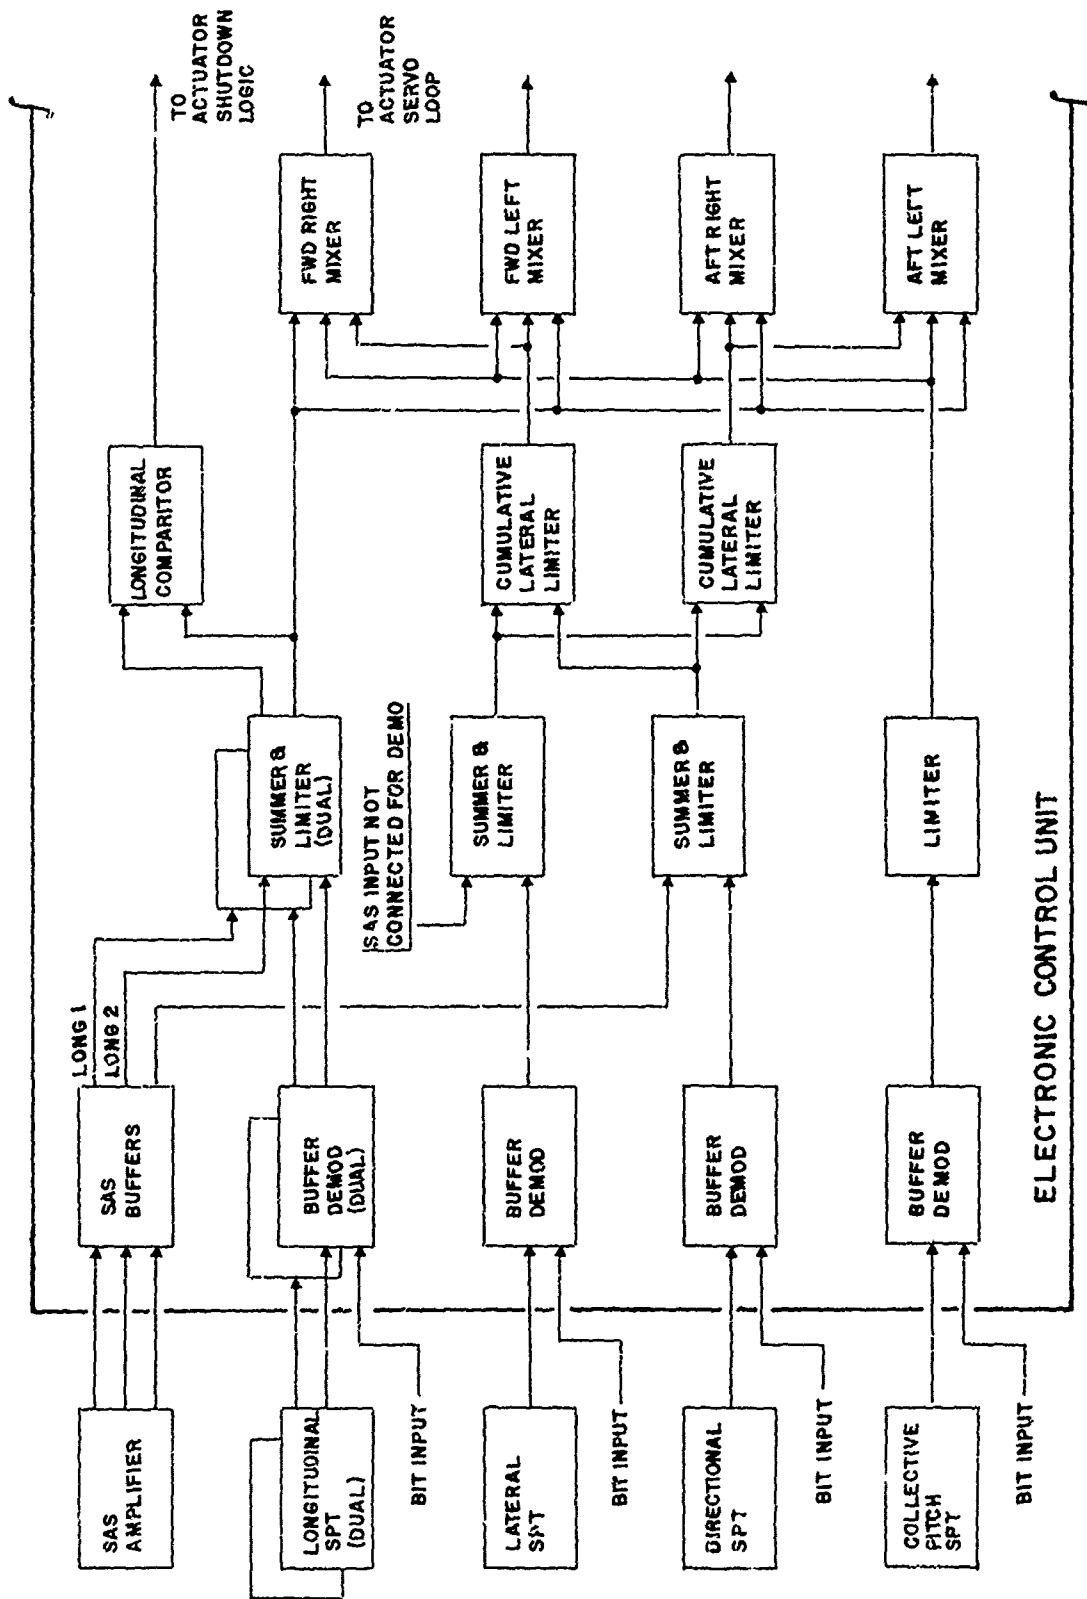 SAS
AMPLIFIER
LONGITUDINAL
SPT
(DUAL)
BIT INPUT
LATERAL
SPT
BIT INPUT
DIRECTIONAL
SPT
BIT INPUT
COLLECTIVE
PITCH
SPT
BIT INPUT
SAS
BUFFERS
LONG 1
LONG 2
BUFFER
DEMOD
(DUAL)
BUFFER
DEMOD
BUFFER
DEMOD
BUFFER
DEMOD
SUMMER &
LIMITER
(DUAL)
SAS INPUT NOT
CONNECTED FOR DEMO
SUMMER &
LIMITER
SUMMER &
LIMITER
LIMITER
LONGITUDINAL
COMPARITOR
CUMULATIVE
LATERAL
LIMITER
CUMULATIVE
LATERAL
LIMITER
FWD RIGHT
MIXER
FWD LEFT
MIXER
AFT RIGHT
MIXER
AFT LEFT
MIXER
TO
ACTUATOR
SHUTDOWN
LOGIC
TO
ACTUATOR
SERVO
LOOP
ELECTRONIC CONTROL UNIT